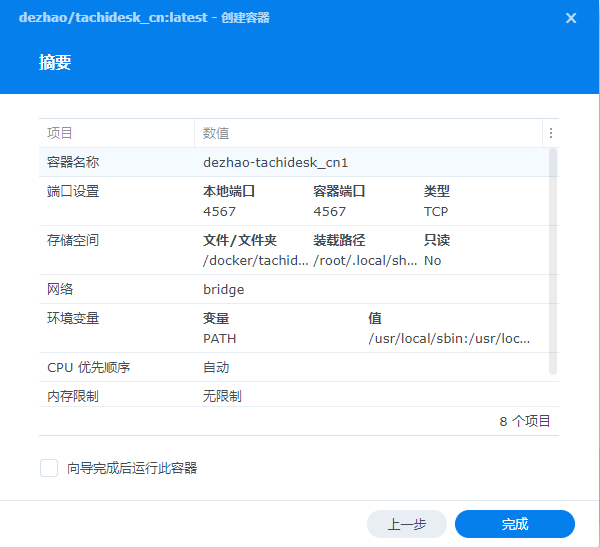 dezhao/tachidesk_cn:latest - 创建容器
摘要
项目 数值
容器名称 dezhao-tachidesk_cn1
端口设置 本地端口 容器端口 类型
4567 4567 TCP
存储空间 文件/文件夹 装载路径 只读
/docker/tachid... /root/.local/sh... No
网络 bridge
环境变量 变量 值
PATH /usr/local/sbin:/usr/loc...
CPU 优先顺序 自动
内存限制 无限制
8 个项目
向导完成后运行此容器
上一步 完成